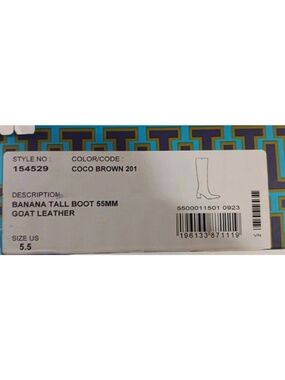 STYLE NO :
154529
COLOR/CODE :
COCO BROWN 201
DESCRIPTION:
BANANA TALL BOOT 55MM
GOAT LEATHER
SIZE US
5.5
5500011501 0923
196133 871119
VN